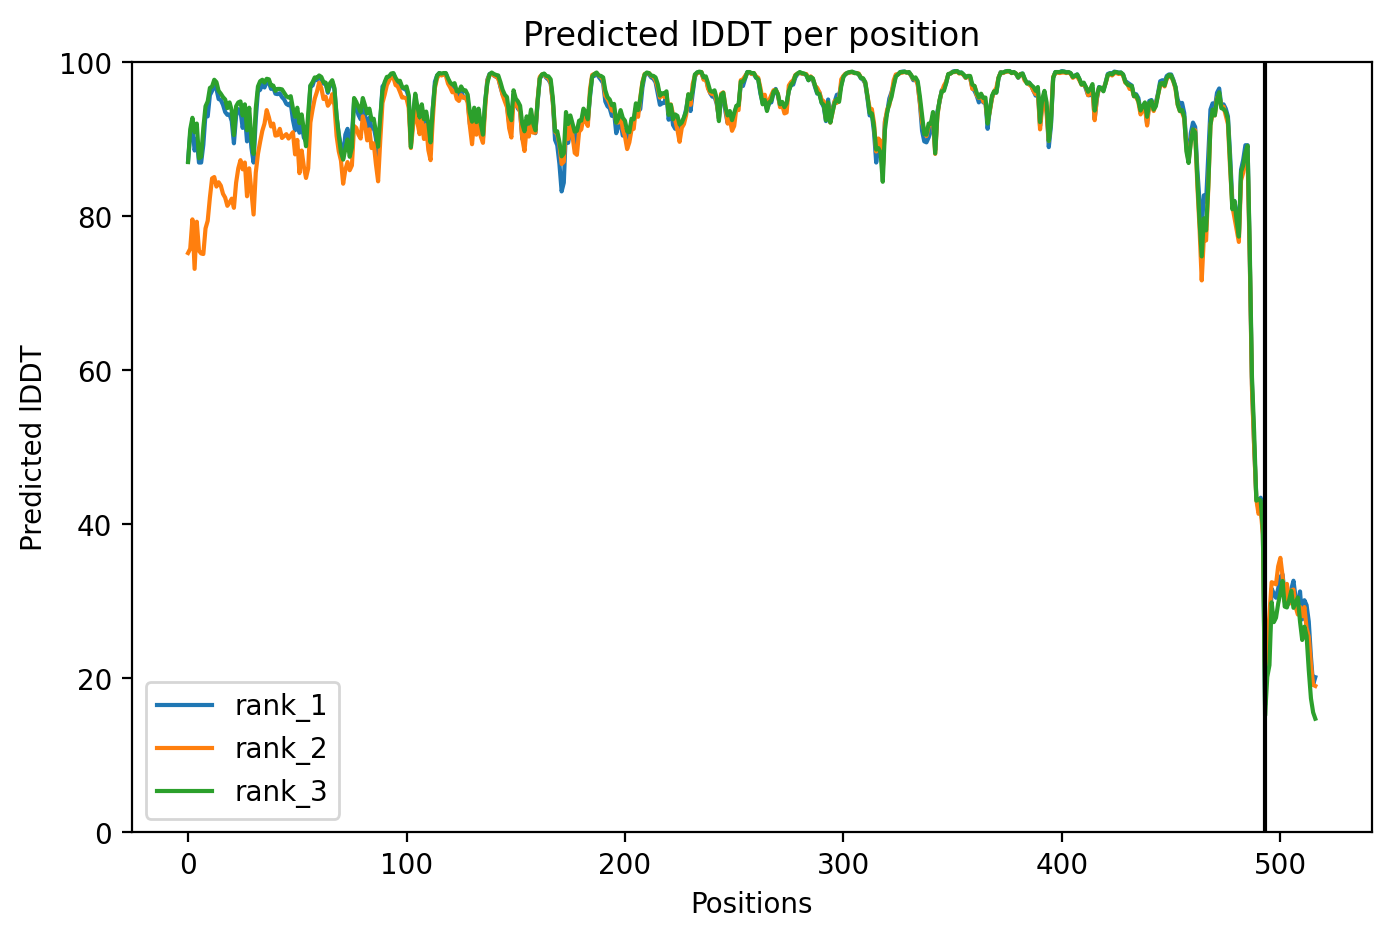 Predicted lDDT per position
100
80
60
40
20
0
Predicted lDDT
rank_1
rank_2
rank_3
0 100 200 300 400 500
Positions